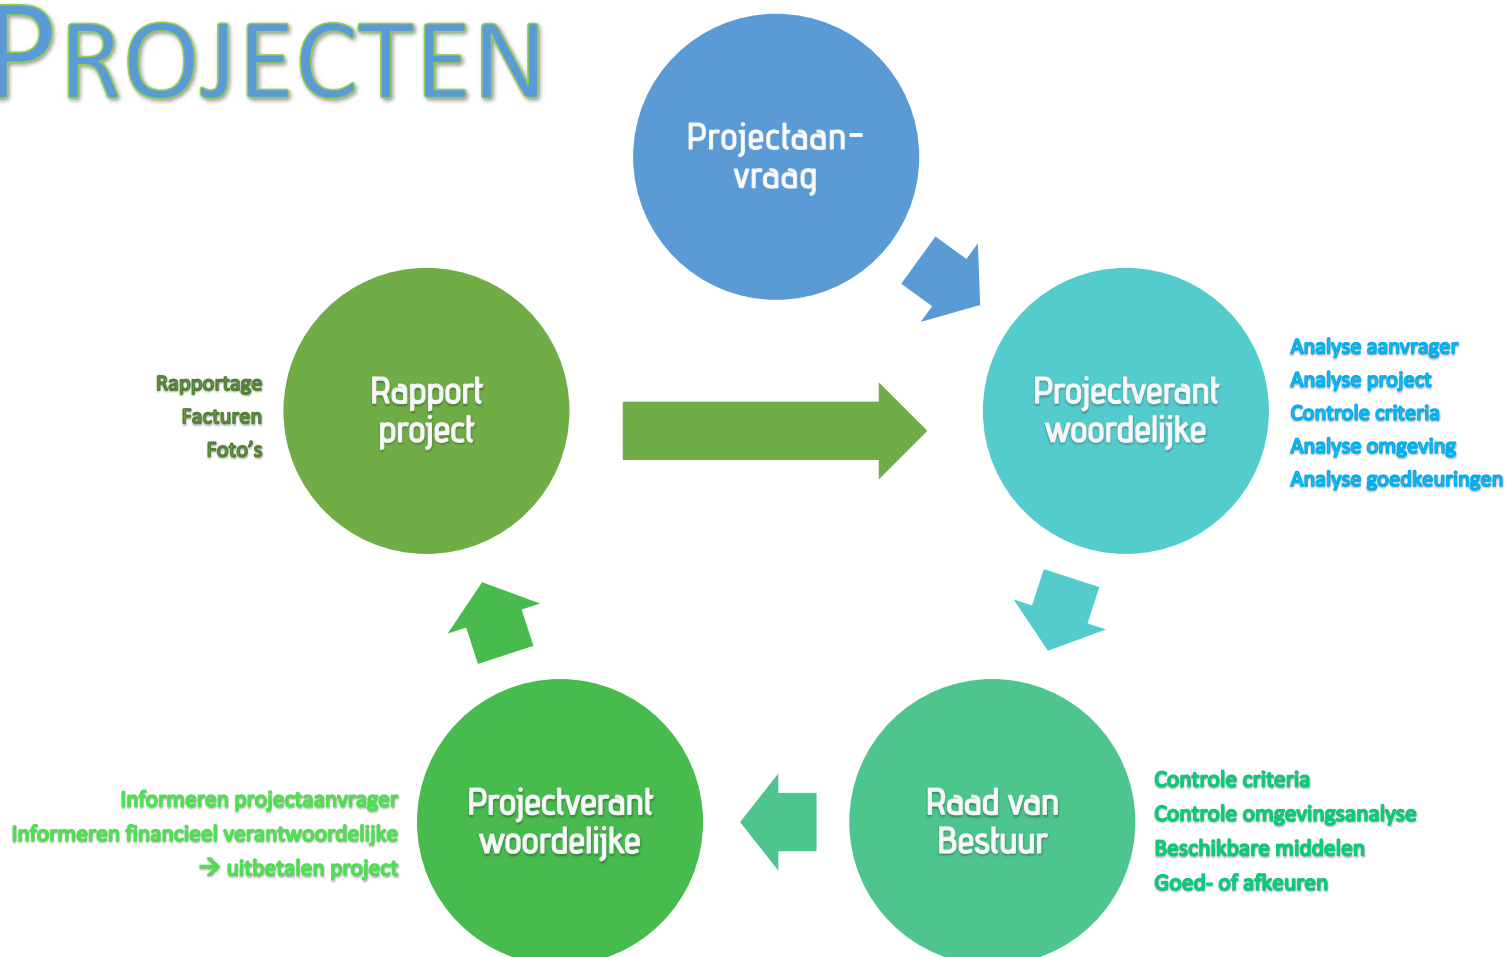 PROJECTEN
Projectaan-
vraag
Projectverant
woordelijke
Analyse aanvrager
Analyse project
Controle criteria
Analyse omgeving
Analyse goedkeuringen
Raad van
Bestuur
Controle criteria
Controle omgevingsanalyse
Beschikbare middelen
Goed- of afkeuren
Projectverant
woordelijke
Informeren projectaanvrager
Informeren financieel verantwoordelijke
→ uitbetalen project
Rapport
project
Rapportage
Facturen
Foto’s